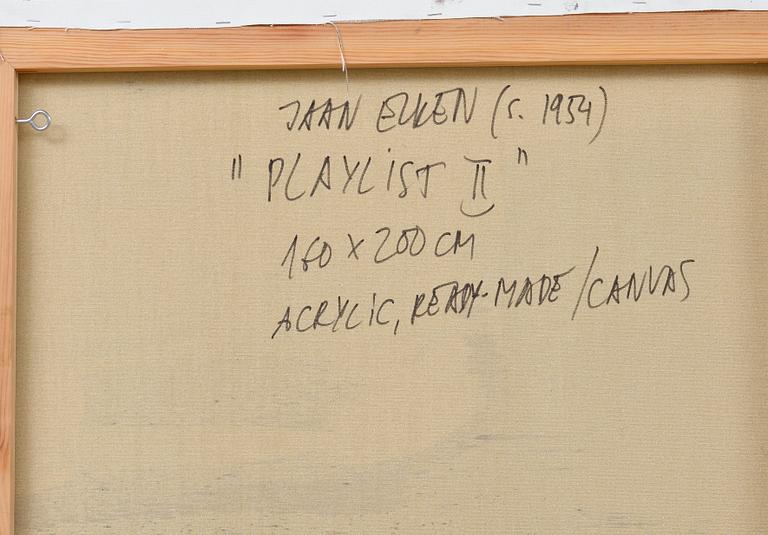 JAAN ELKEN (S. 1954)
"PLAYLIST II"
160 X 200 CM
ACRYLIC, READY-MADE/CANVAS